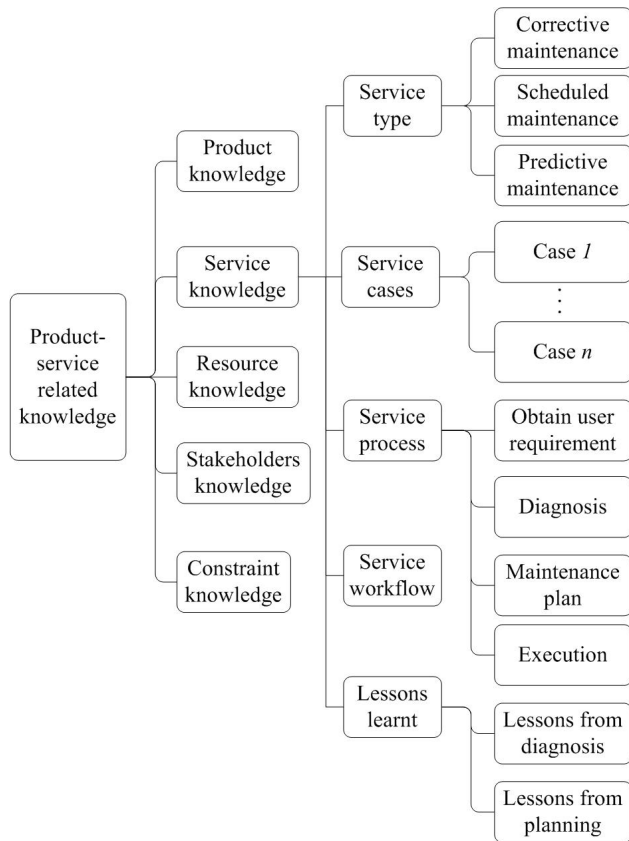 Product-
service
related
knowledge
Product
knowledge
Service
knowledge
Resource
knowledge
Stakeholders
knowledge
Constraint
knowledge
Service
type
Service
cases
Service
process
Service
workflow
Lessons
learnt
Corrective
maintenance
Scheduled
maintenance
Predictive
maintenance
Case 1
Case n
Obtain user
requirement
Diagnosis
Maintenance
plan
Execution
Lessons from
diagnosis
Lessons from
planning